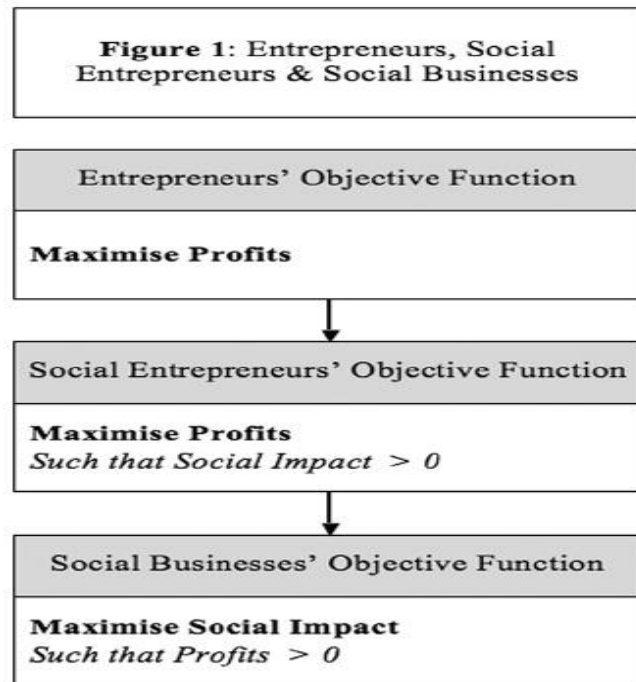 Figure 1: Entrepreneurs, Social
Entrepreneurs & Social Businesses
Entrepreneurs’ Objective Function
Maximise Profits
Social Entrepreneurs’ Objective Function
Maximise Profits
Such that Social Impact > 0
Social Businesses’ Objective Function
Maximise Social Impact
Such that Profits > 0